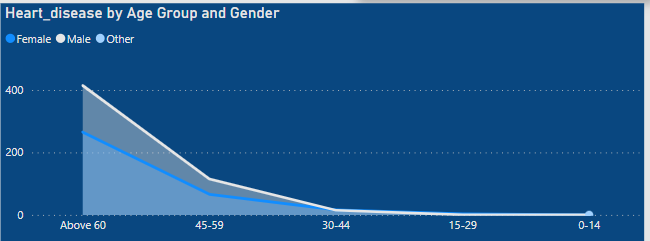 Heart_disease by Age Group and Gender
Female Male Other
400
200
0
Above 60 45-59 30-44 15-29 0-14